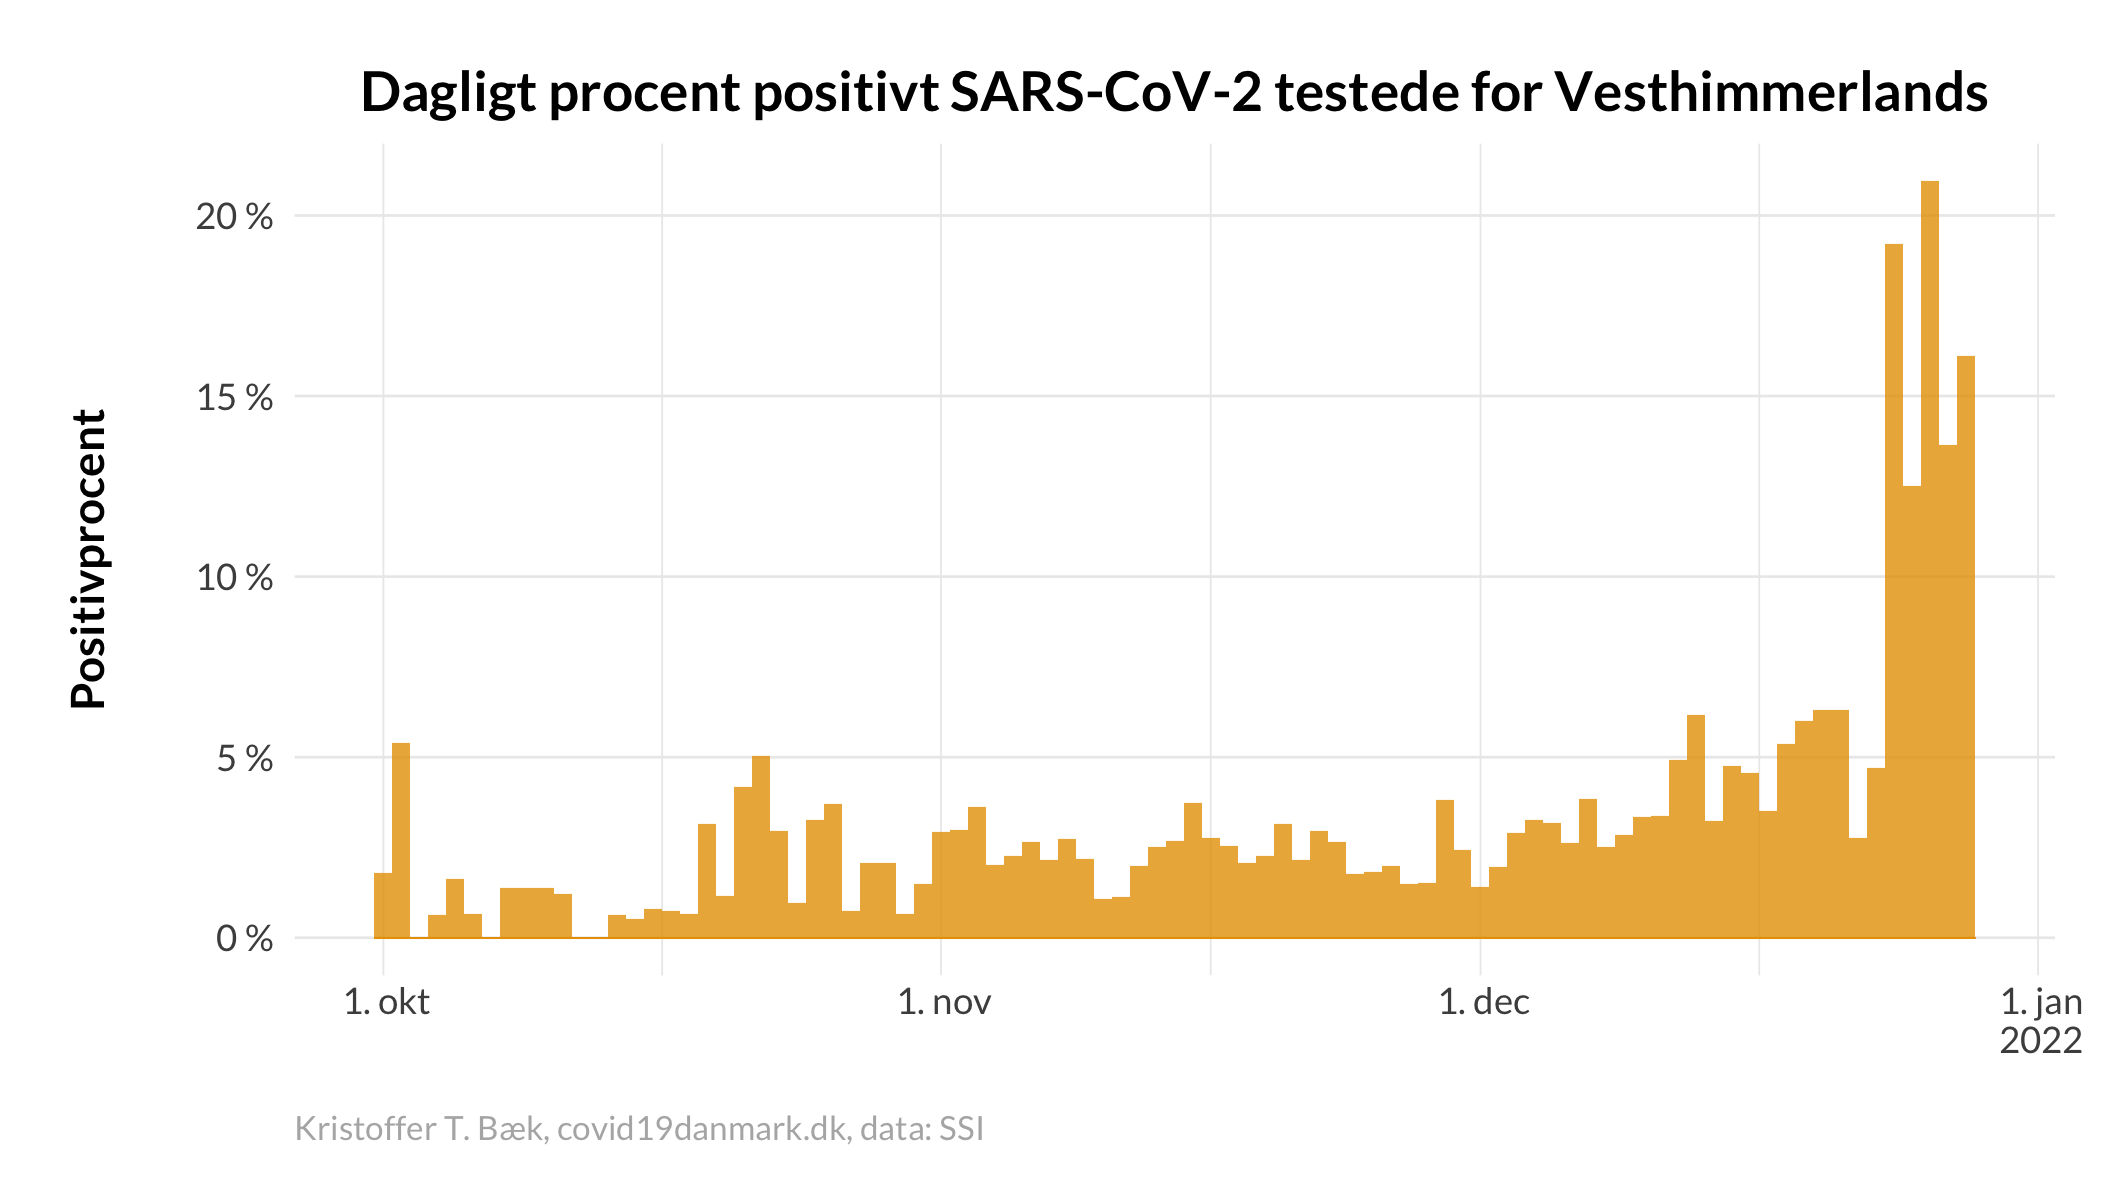 Dagligt procent positivt SARS-CoV-2 testede for Vesthimmerlands
Positivprocent
20 %
15 %
10 %
5 %
0 %
1. okt
1. nov
1. dec
1. jan
2022
Kristoffer T. Bæk, covid19danmark.dk, data: SSI